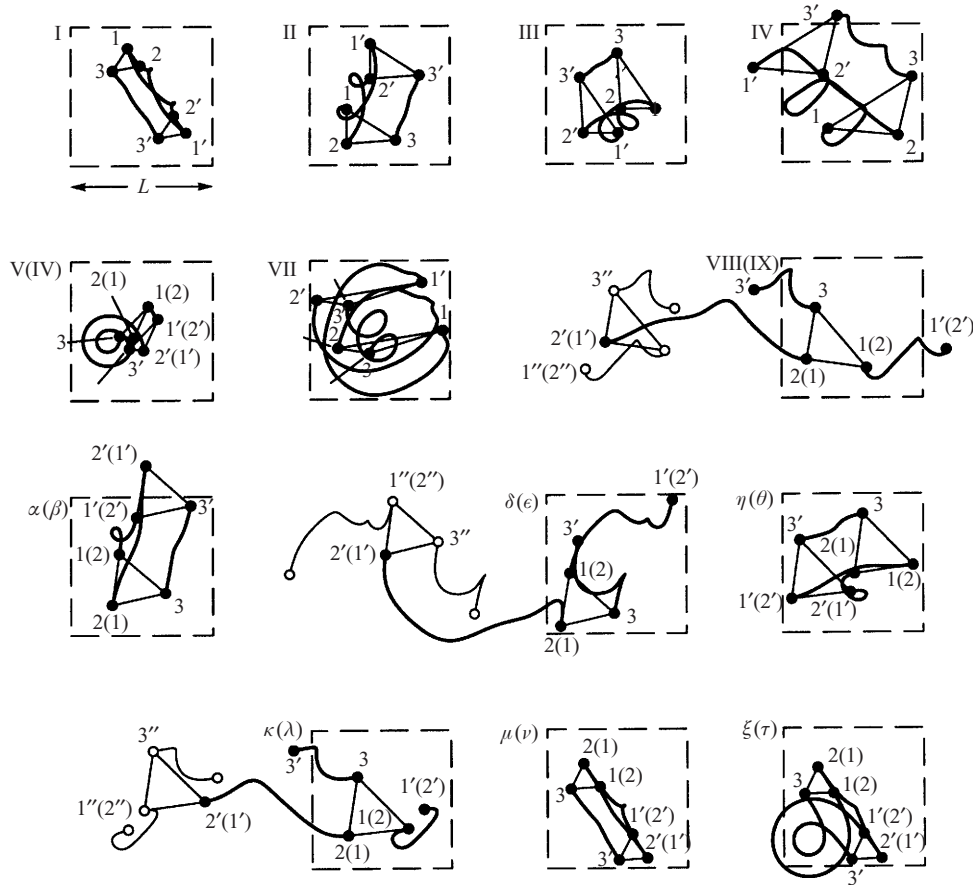 I II III IV
1 2 3 2′ 3′ 1′
1′ 3′ 2′ 1 2 3
3 3′ 2 1 2′ 1′
3′ 1′ 2′ 3 1 2
L
V(IV) VII VIII(IX)
2(1) 1(2) 3 1′(2′) 3′ 2′(1′)
1′ 2′ 3′ 1 2 3
3″ 3′ 3 2′(1′) 1′(2′) 1(2) 2(1) 1″(2″)
α(β) δ(ϵ) η(θ)
2′(1′) 1′(2′) 3′ 1(2) 3 2(1)
1″(2″) 1′(2′) 3″ 3′ 2′(1′) 1(2) 3 2(1)
3 3′ 2(1) 1(2) 1′(2′) 2′(1′)
κ(λ) μ(ν) ξ(τ)
3″ 3′ 3 1″(2″) 2′(1′) 1′(2′) 1(2) 2(1)
2(1) 1(2) 3 1′(2′) 2′(1′) 3′
2(1) 3 1(2) 1′(2′) 2′(1′) 3′